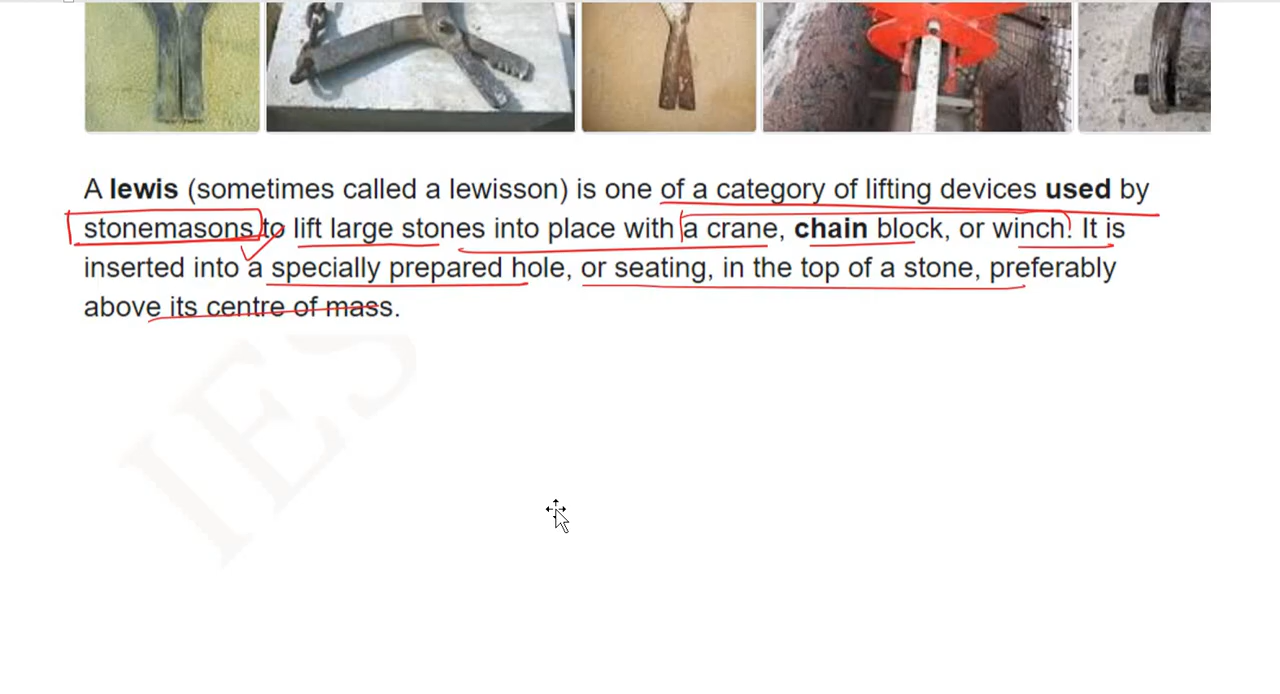 A lewis (sometimes called a lewisson) is one of a category of lifting devices used by
stonemasons to lift large stones into place with a crane, chain block, or winch. It is
inserted into a specially prepared hole, or seating, in the top of a stone, preferably
above its centre of mass.
IES